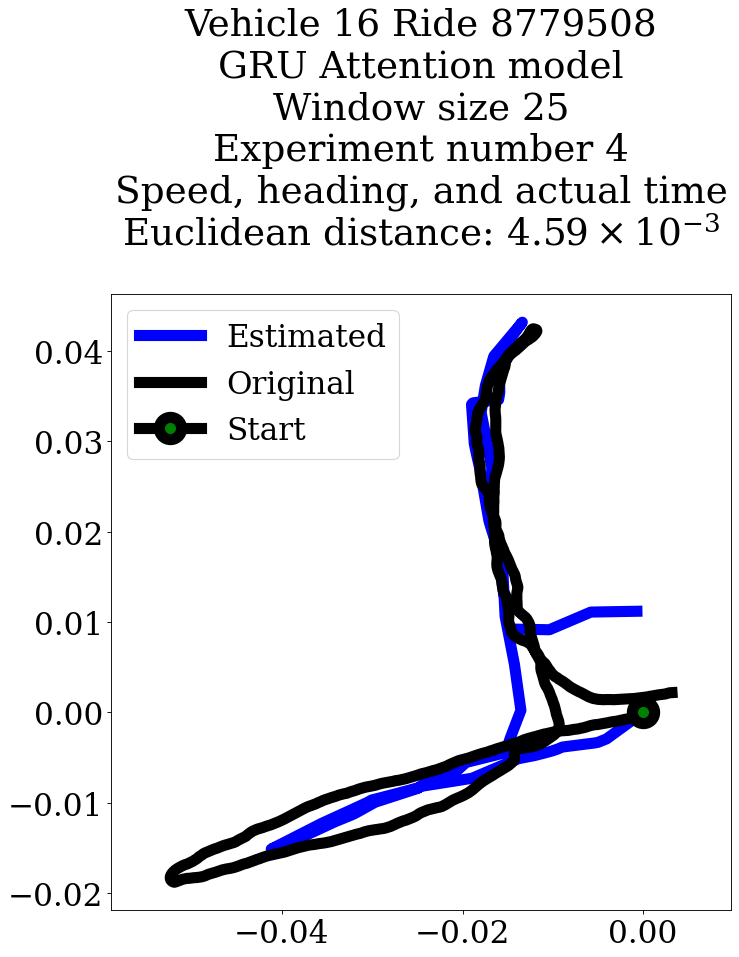 Vehicle 16 Ride 8779508
GRU Attention model
Window size 25
Experiment number 4
Speed, heading, and actual time
Euclidean distance: 4.59 × 10⁻³
Estimated
Original
Start
0.04
0.03
0.02
0.01
0.00
−0.01
−0.02
−0.04
−0.02
0.00